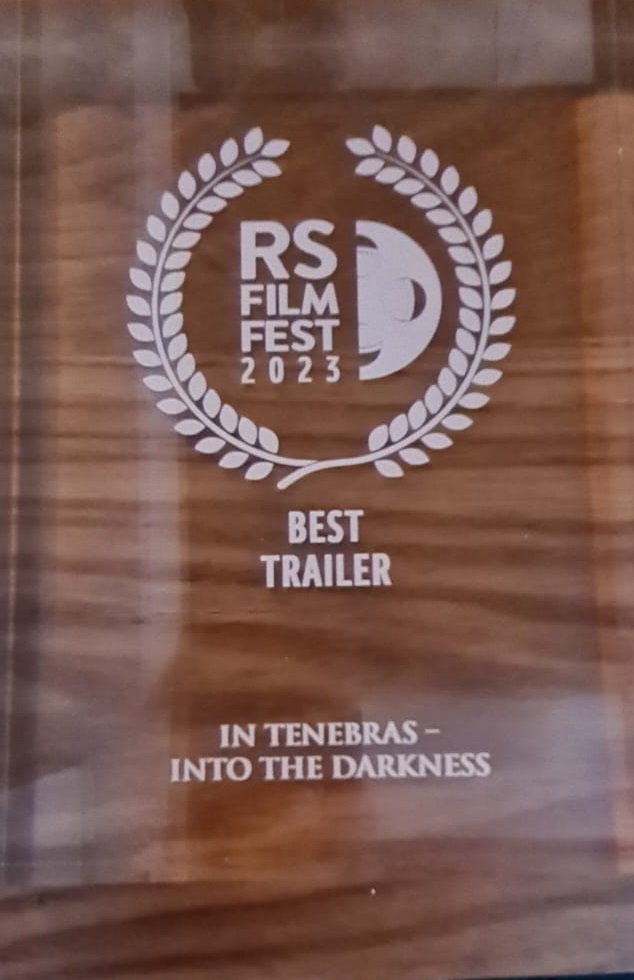 RS
FILM
FEST
2023
BEST
TRAILER
IN TENEBRAS –
INTO THE DARKNESS